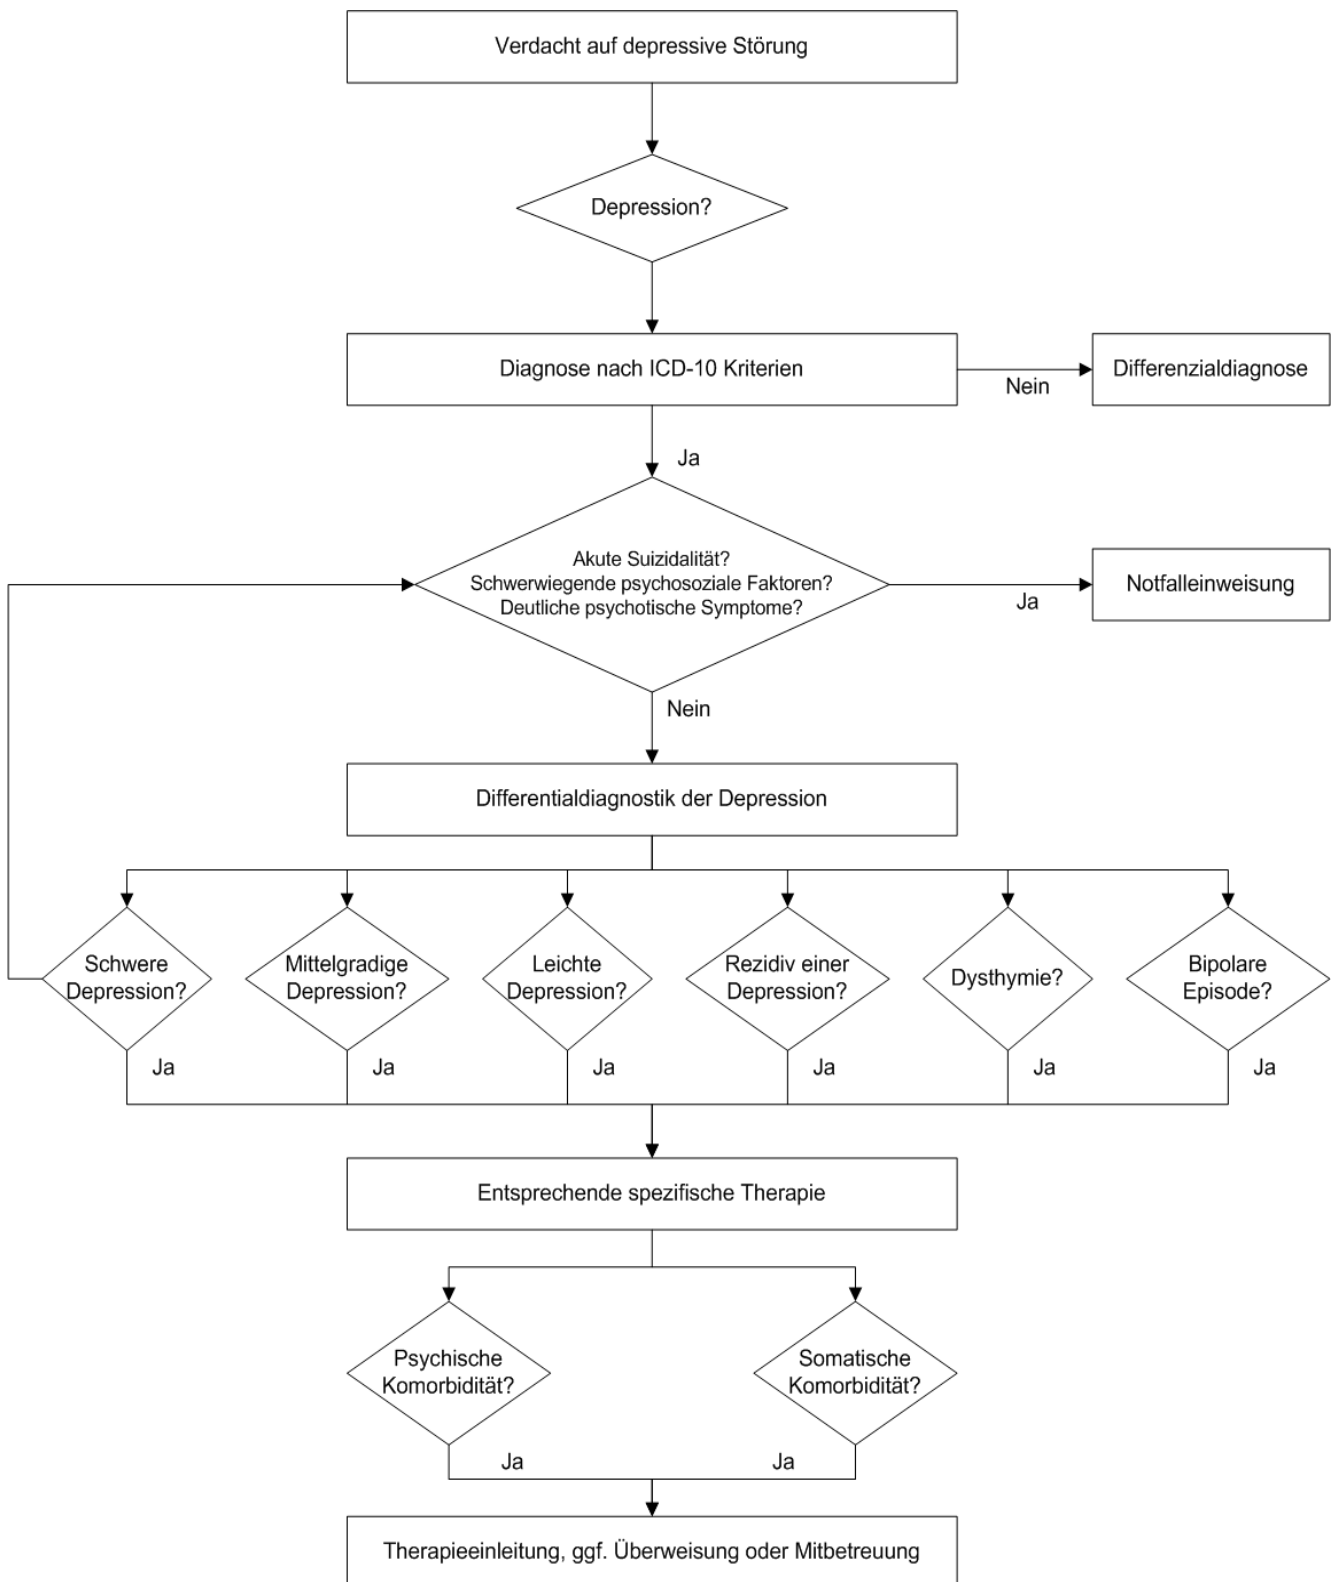 Verdacht auf depressive Störung
Depression?
Diagnose nach ICD-10 Kriterien
Nein
Differenzialdiagnose
Ja
Akute Suizidalität?
Schwerwiegende psychosoziale Faktoren?
Deutliche psychotische Symptome?
Ja
Notfalleinweisung
Nein
Differentialdiagnostik der Depression
Schwere
Depression?
Mittelgradige
Depression?
Leichte
Depression?
Rezidiv einer
Depression?
Dysthymie?
Bipolare
Episode?
Ja
Ja
Ja
Ja
Ja
Ja
Entsprechende spezifische Therapie
Psychische
Komorbidität?
Somatische
Komorbidität?
Ja
Ja
Therapieeinleitung, ggf. Überweisung oder Mitbetreuung